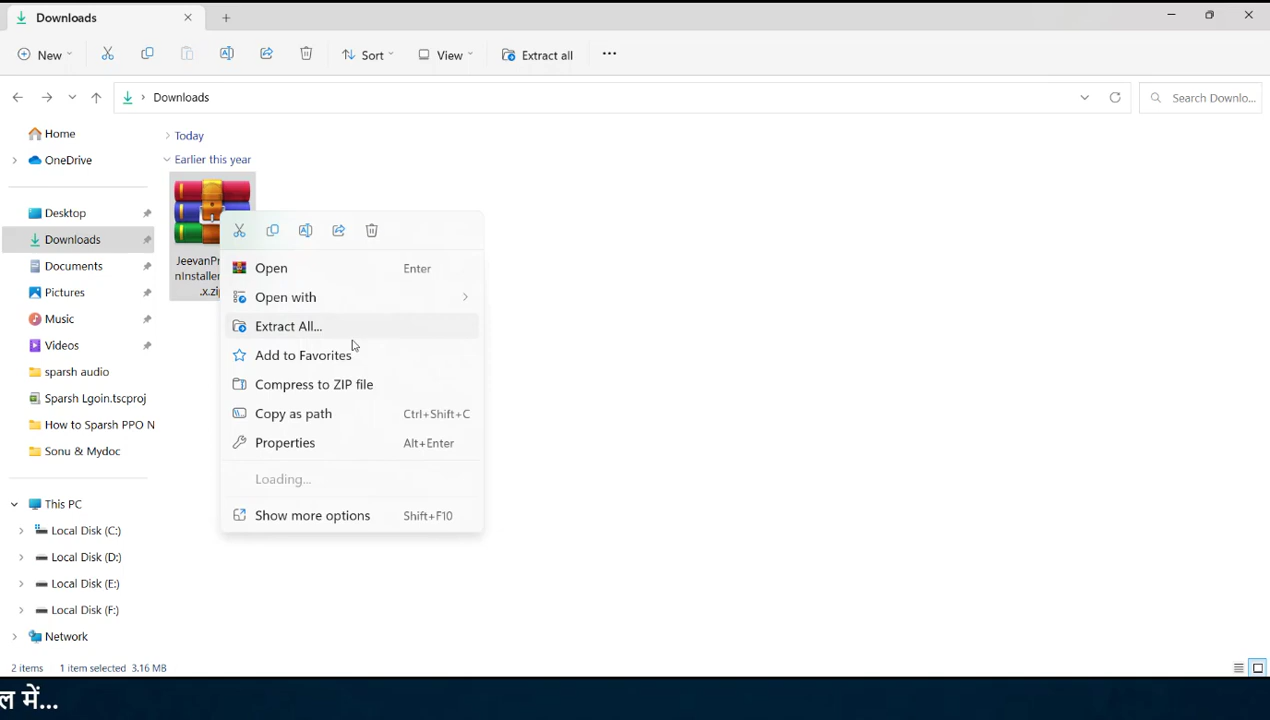 Downloads
New
Sort
View
Extract all
Downloads
Search Downlo...
Home
OneDrive
Desktop
Downloads
Documents
Pictures
Music
Videos
sparsh audio
Sparsh Lgoin.tscproj
How to Sparsh PPO N
Sonu & Mydoc
This PC
Local Disk (C:)
Local Disk (D:)
Local Disk (E:)
Local Disk (F:)
Network
Today
Earlier this year
JeevanPr
nInstaller
.x.zip
Open Enter
Open with
Extract All...
Add to Favorites
Compress to ZIP file
Copy as path Ctrl+Shift+C
Properties Alt+Enter
Loading...
Show more options Shift+F10
2 items 1 item selected 3.16 MB
ल में...